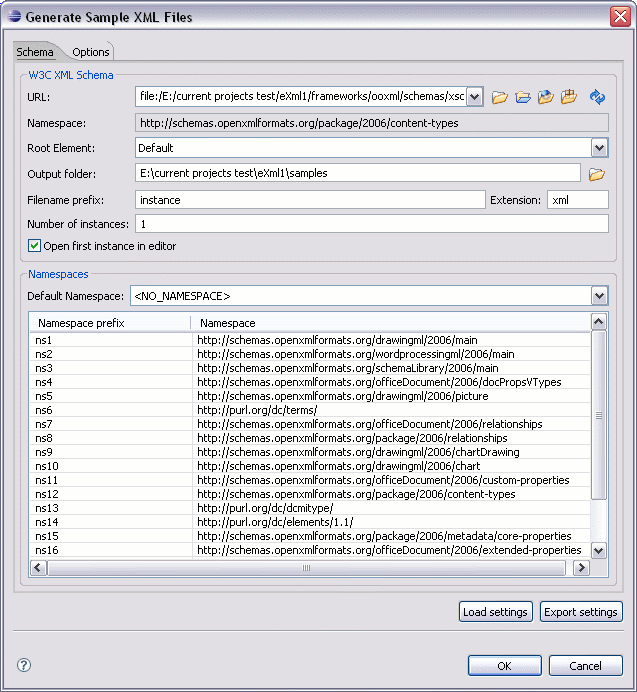 Generate Sample XML Files
Schema Options
W3C XML Schema
URL: file:/E:/current projects test/eXml1/frameworks/ooxml/schemas/xsc
Namespace: http://schemas.openxmlformats.org/package/2006/content-types
Root Element: Default
Output folder: E:\current projects test\eXml1\samples
Filename prefix: instance Extension: xml
Number of instances: 1
Open first instance in editor
Namespaces
Default Namespace: <NO_NAMESPACE>
Namespace prefix Namespace
ns1 http://schemas.openxmlformats.org/drawingml/2006/main
ns2 http://schemas.openxmlformats.org/wordprocessingml/2006/main
ns3 http://schemas.openxmlformats.org/schemaLibrary/2006/main
ns4 http://schemas.openxmlformats.org/officeDocument/2006/docPropsVTypes
ns5 http://schemas.openxmlformats.org/drawingml/2006/picture
ns6 http://purl.org/dc/terms/
ns7 http://schemas.openxmlformats.org/officeDocument/2006/relationships
ns8 http://schemas.openxmlformats.org/package/2006/relationships
ns9 http://schemas.openxmlformats.org/drawingml/2006/chartDrawing
ns10 http://schemas.openxmlformats.org/drawingml/2006/chart
ns11 http://schemas.openxmlformats.org/officeDocument/2006/custom-properties
ns12 http://schemas.openxmlformats.org/package/2006/content-types
ns13 http://purl.org/dc/dcmitype/
ns14 http://purl.org/dc/elements/1.1/
ns15 http://schemas.openxmlformats.org/package/2006/metadata/core-properties
ns16 http://schemas.openxmlformats.org/officeDocument/2006/extended-properties
Load settings Export settings
? OK Cancel